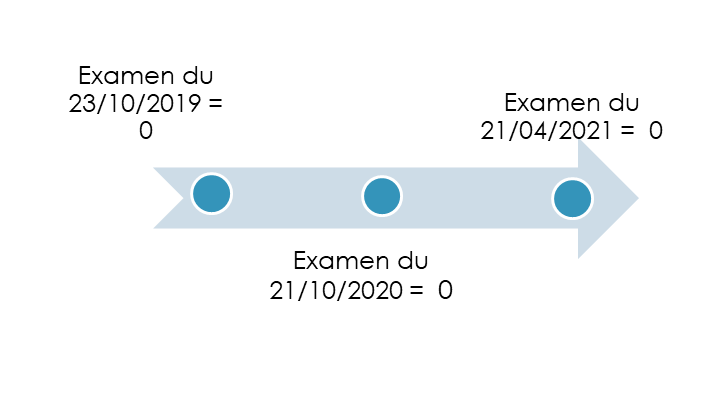 Examen du
23/10/2019 =
0
Examen du
21/04/2021 =  0
Examen du
21/10/2020 =  0